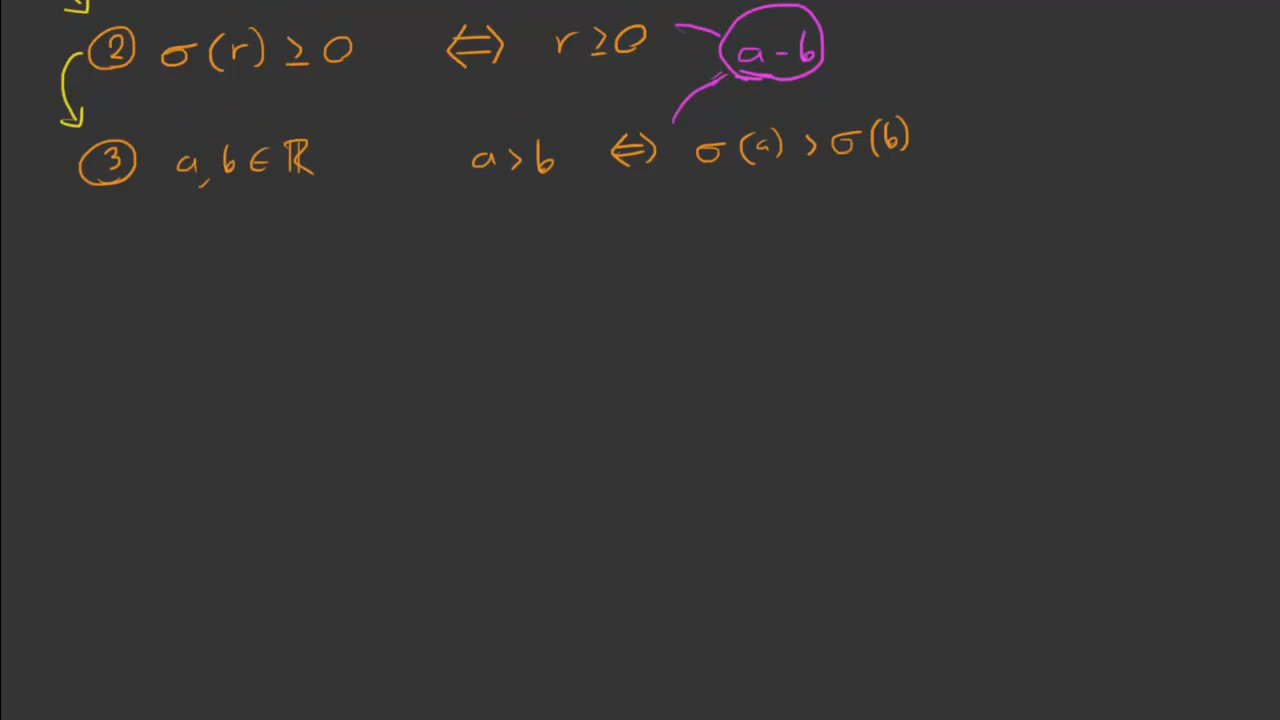 ② σ(r) ≥ 0 ⇔ r ≥ 0 a - b
③ a, b ∈ ℝ a > b ⇔ σ(a) > σ(b)